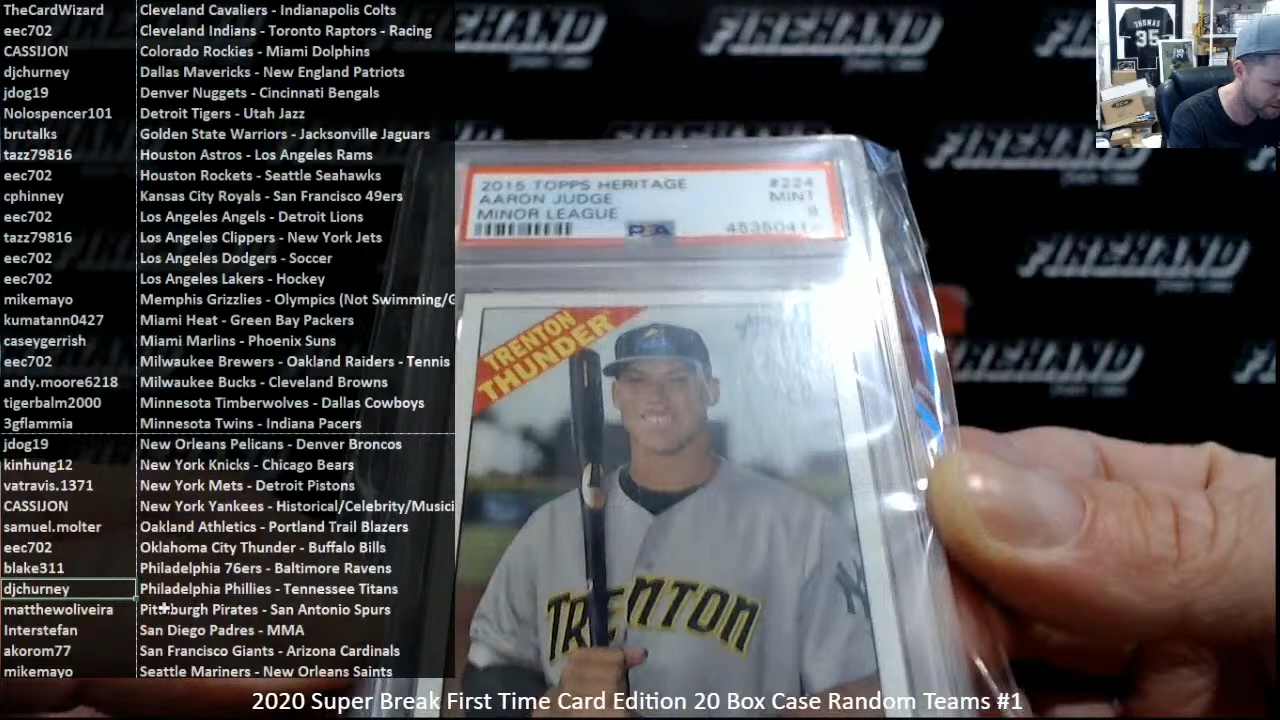 TheCardWizard Cleveland Cavaliers - Indianapolis Colts
eec702 Cleveland Indians - Toronto Raptors - Racing
CASSIJON Colorado Rockies - Miami Dolphins
djchurney Dallas Mavericks - New England Patriots
jdog19 Denver Nuggets - Cincinnati Bengals
Nolospencer101 Detroit Tigers - Utah Jazz
brutalks Golden State Warriors - Jacksonville Jaguars
tazz79816 Houston Astros - Los Angeles Rams
eec702 Houston Rockets - Seattle Seahawks
cphinney Kansas City Royals - San Francisco 49ers
eec702 Los Angeles Angels - Detroit Lions
tazz79816 Los Angeles Clippers - New York Jets
eec702 Los Angeles Dodgers - Soccer
eec702 Los Angeles Lakers - Hockey
mikemayo Memphis Grizzlies - Olympics (Not Swimming/G
kumatann0427 Miami Heat - Green Bay Packers
caseygerrish Miami Marlins - Phoenix Suns
eec702 Milwaukee Brewers - Oakland Raiders - Tennis
andy.moore6218 Milwaukee Bucks - Cleveland Browns
tigerbalm2000 Minnesota Timberwolves - Dallas Cowboys
3gflammia Minnesota Twins - Indiana Pacers
jdog19 New Orleans Pelicans - Denver Broncos
kinhung12 New York Knicks - Chicago Bears
vatravis.1371 New York Mets - Detroit Pistons
CASSIJON New York Yankees - Historical/Celebrity/Musici
samuel.molter Oakland Athletics - Portland Trail Blazers
eec702 Oklahoma City Thunder - Buffalo Bills
blake311 Philadelphia 76ers - Baltimore Ravens
djchurney Philadelphia Phillies - Tennessee Titans
matthewoliveira Pittsburgh Pirates - San Antonio Spurs
Interstefan San Diego Padres - MMA
akorom77 San Francisco Giants - Arizona Cardinals
mikemayo Seattle Mariners - New Orleans Saints
2015 TOPPS HERITAGE #224
AARON JUDGE MINT
MINOR LEAGUE 9
PSA
TRENTON
THUNDER
TRENTON
NY
FIREHAND
FIREHAND
FIREHAND
FIREHAND
FIREHAND
THOMAS
35
2020 Super Break First Time Card Edition 20 Box Case Random Teams #1